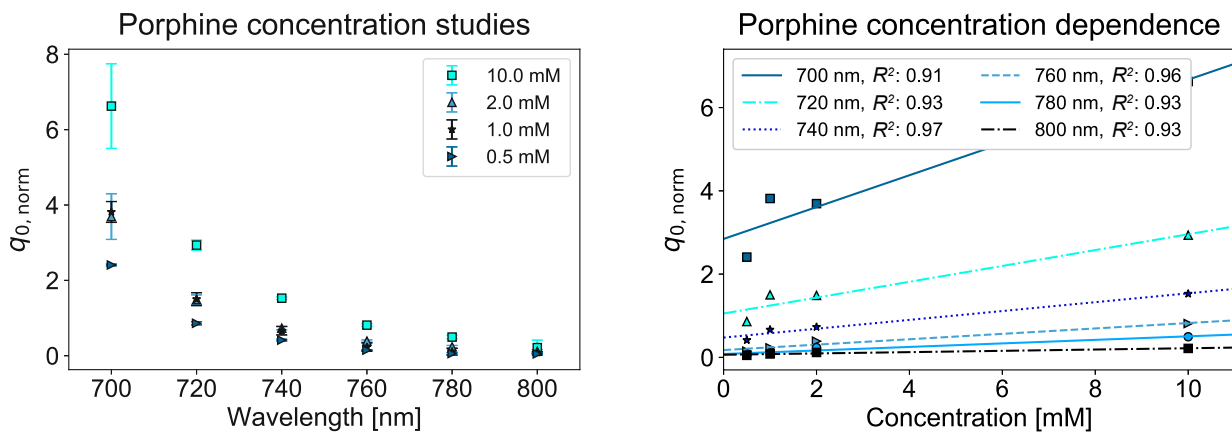 Porphine concentration studies
8
6
4
2
0
q0, norm
700 720 740 760 780 800
Wavelength [nm]
10.0 mM
2.0 mM
1.0 mM
0.5 mM
Porphine concentration dependence
6
4
2
0
q0, norm
0 2 4 6 8 10
Concentration [mM]
700 nm, R²: 0.91
720 nm, R²: 0.93
740 nm, R²: 0.97
760 nm, R²: 0.96
780 nm, R²: 0.93
800 nm, R²: 0.93